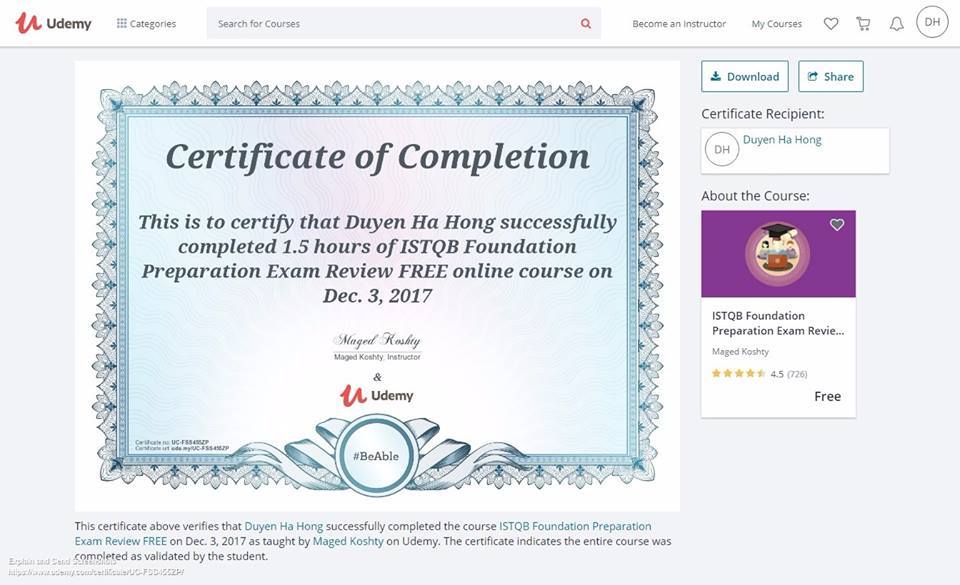 Udemy
Categories
Search for Courses
Become an Instructor
My Courses
DH
Download
Share
Certificate of Completion
This is to certify that Duyen Ha Hong successfully
completed 1.5 hours of ISTQB Foundation
Preparation Exam Review FREE online course on
Dec. 3, 2017
Maged Koshty
Maged Koshty, Instructor
&
Udemy
Certificate no: UC-FSS455ZP
Certificate url: ude.my/UC-FSS455ZP
#BeAble
Certificate Recipient:
DH
Duyen Ha Hong
About the Course:
ISTQB Foundation
Preparation Exam Revie...
Maged Koshty
4.5 (726)
Free
This certificate above verifies that Duyen Ha Hong successfully completed the course ISTQB Foundation Preparation
Exam Review FREE on Dec. 3, 2017 as taught by Maged Koshty on Udemy. The certificate indicates the entire course was
completed as validated by the student.
Explain and Send Screenshots
https://www.udemy.com/certificate/UC-FSS455ZP/